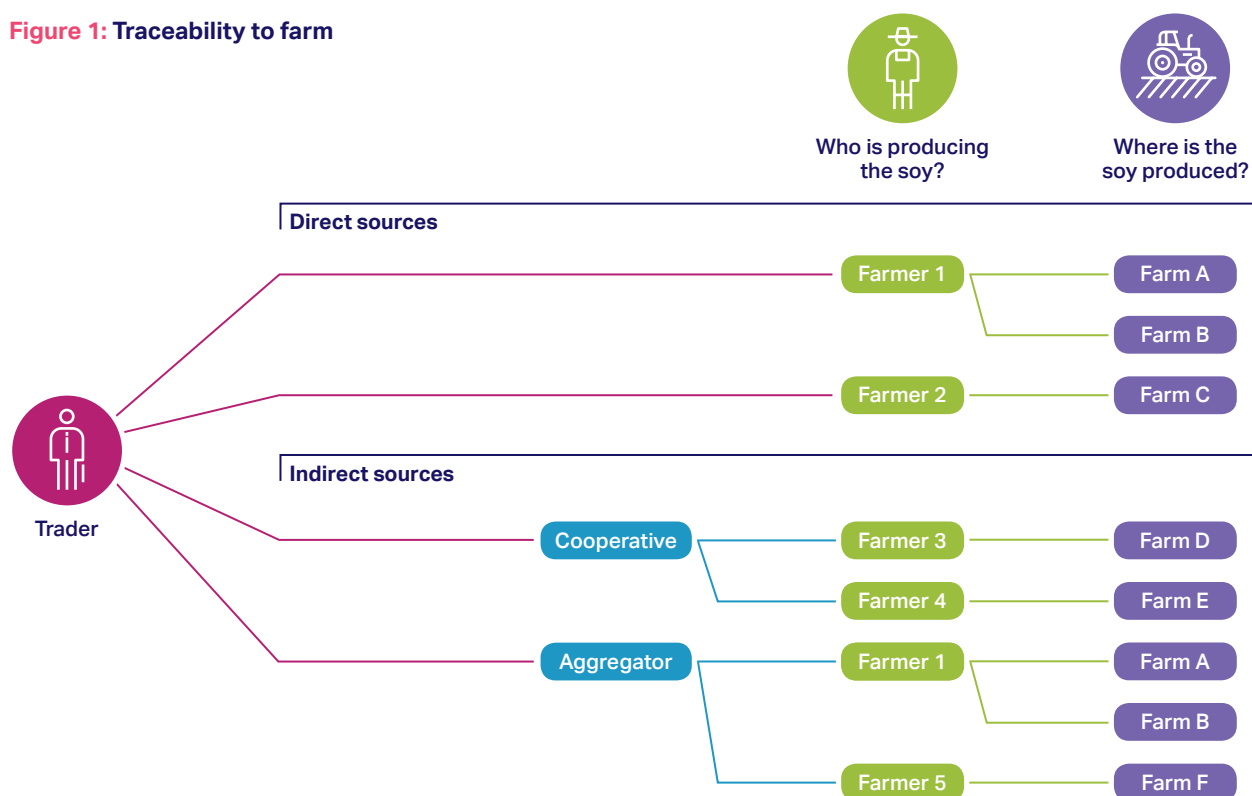 Figure 1: Traceability to farm
Who is producing
the soy?
Where is the
soy produced?
Direct sources
Farmer 1
Farm A
Farm B
Farmer 2
Farm C
Trader
Indirect sources
Cooperative
Farmer 3
Farm D
Farmer 4
Farm E
Aggregator
Farmer 1
Farm A
Farm B
Farmer 5
Farm F